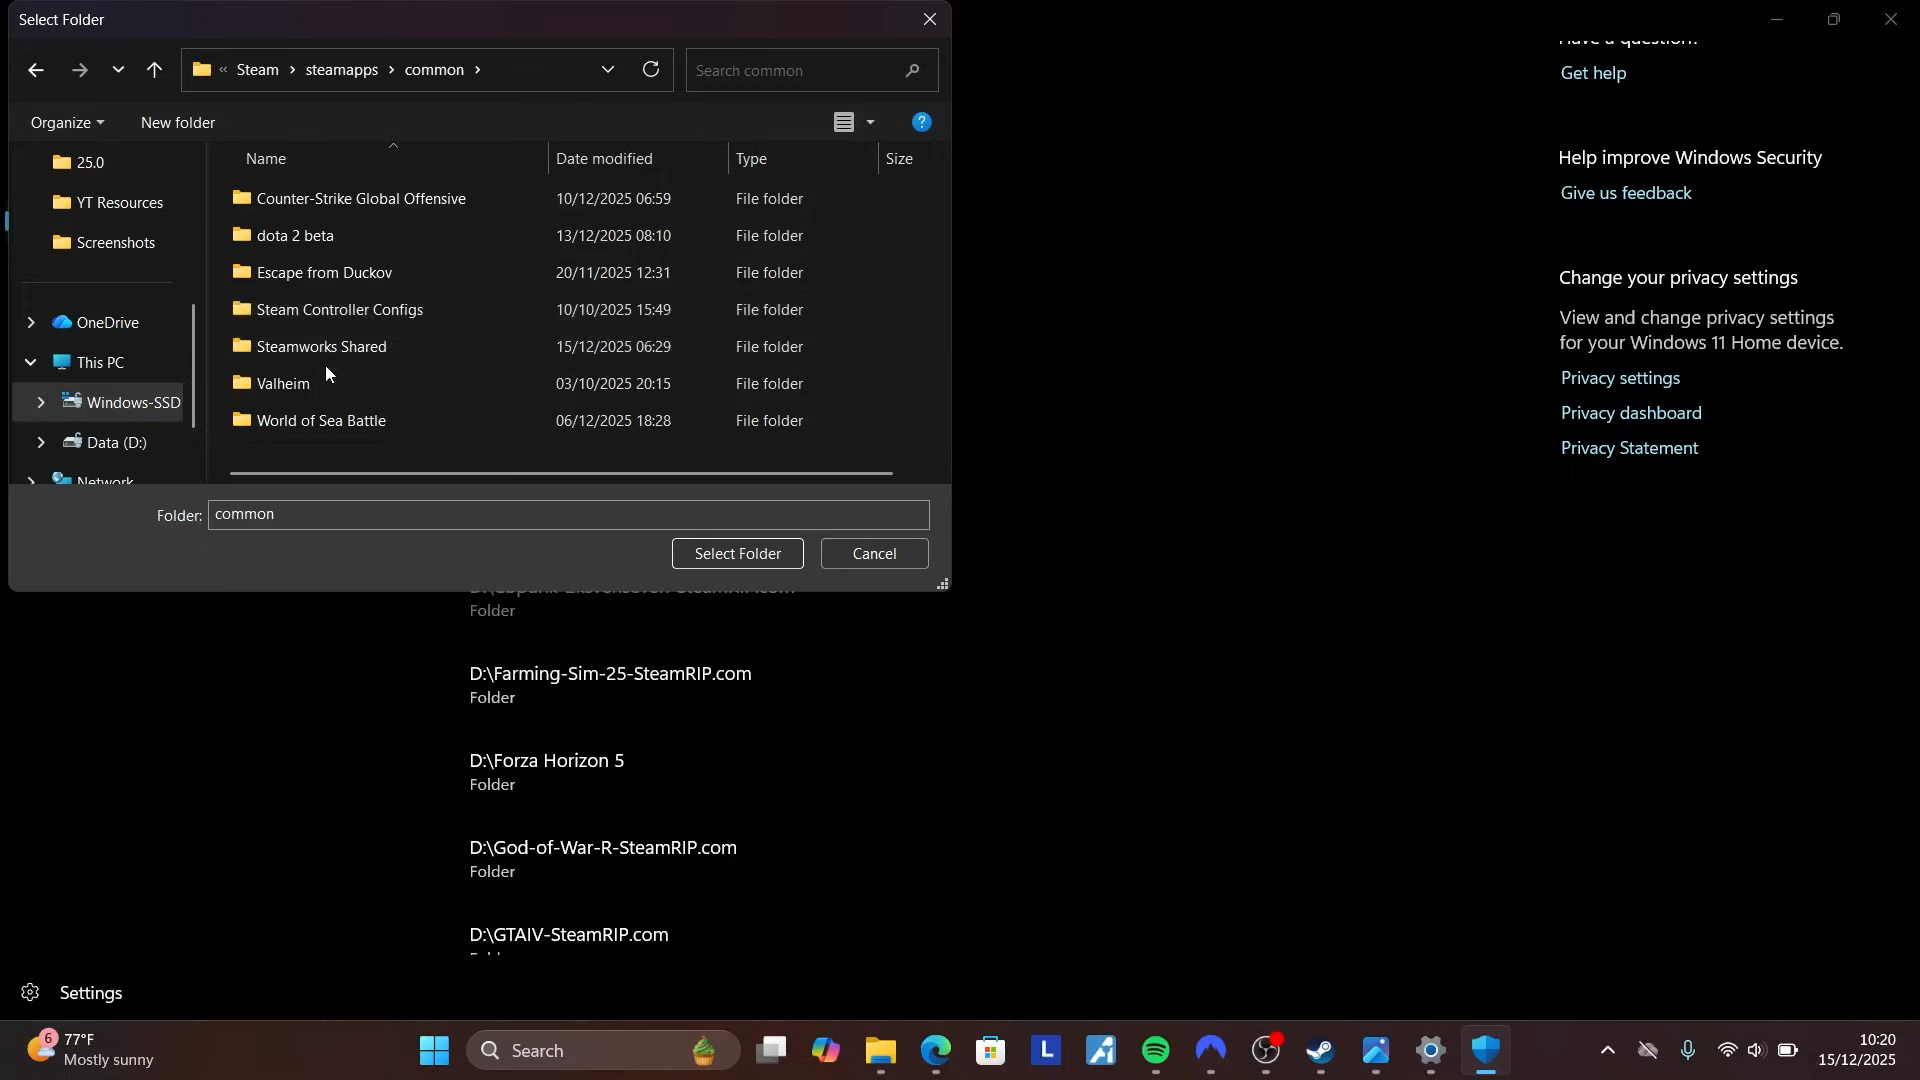 Select Folder
Steam > steamapps > common >
Search common
Organize
New folder
Name
Date modified
Type
Size
25.0
YT Resources
Screenshots
OneDrive
This PC
Windows-SSD
Data (D:)
Network
Counter-Strike Global Offensive 10/12/2025 06:59 File folder
dota 2 beta 13/12/2025 08:10 File folder
Escape from Duckov 20/11/2025 12:31 File folder
Steam Controller Configs 10/10/2025 15:49 File folder
Steamworks Shared 15/12/2025 06:29 File folder
Valheim 03/10/2025 20:15 File folder
World of Sea Battle 06/12/2025 18:28 File folder
Folder: common
Select Folder
Cancel
Have a question?
Get help
Help improve Windows Security
Give us feedback
Change your privacy settings
View and change privacy settings
for your Windows 11 Home device.
Privacy settings
Privacy dashboard
Privacy Statement
Folder
D:\Farming-Sim-25-SteamRIP.com
Folder
D:\Forza Horizon 5
Folder
D:\God-of-War-R-SteamRIP.com
Folder
D:\GTAIV-SteamRIP.com
Settings
6
77°F
Mostly sunny
Search
L
10:20
15/12/2025